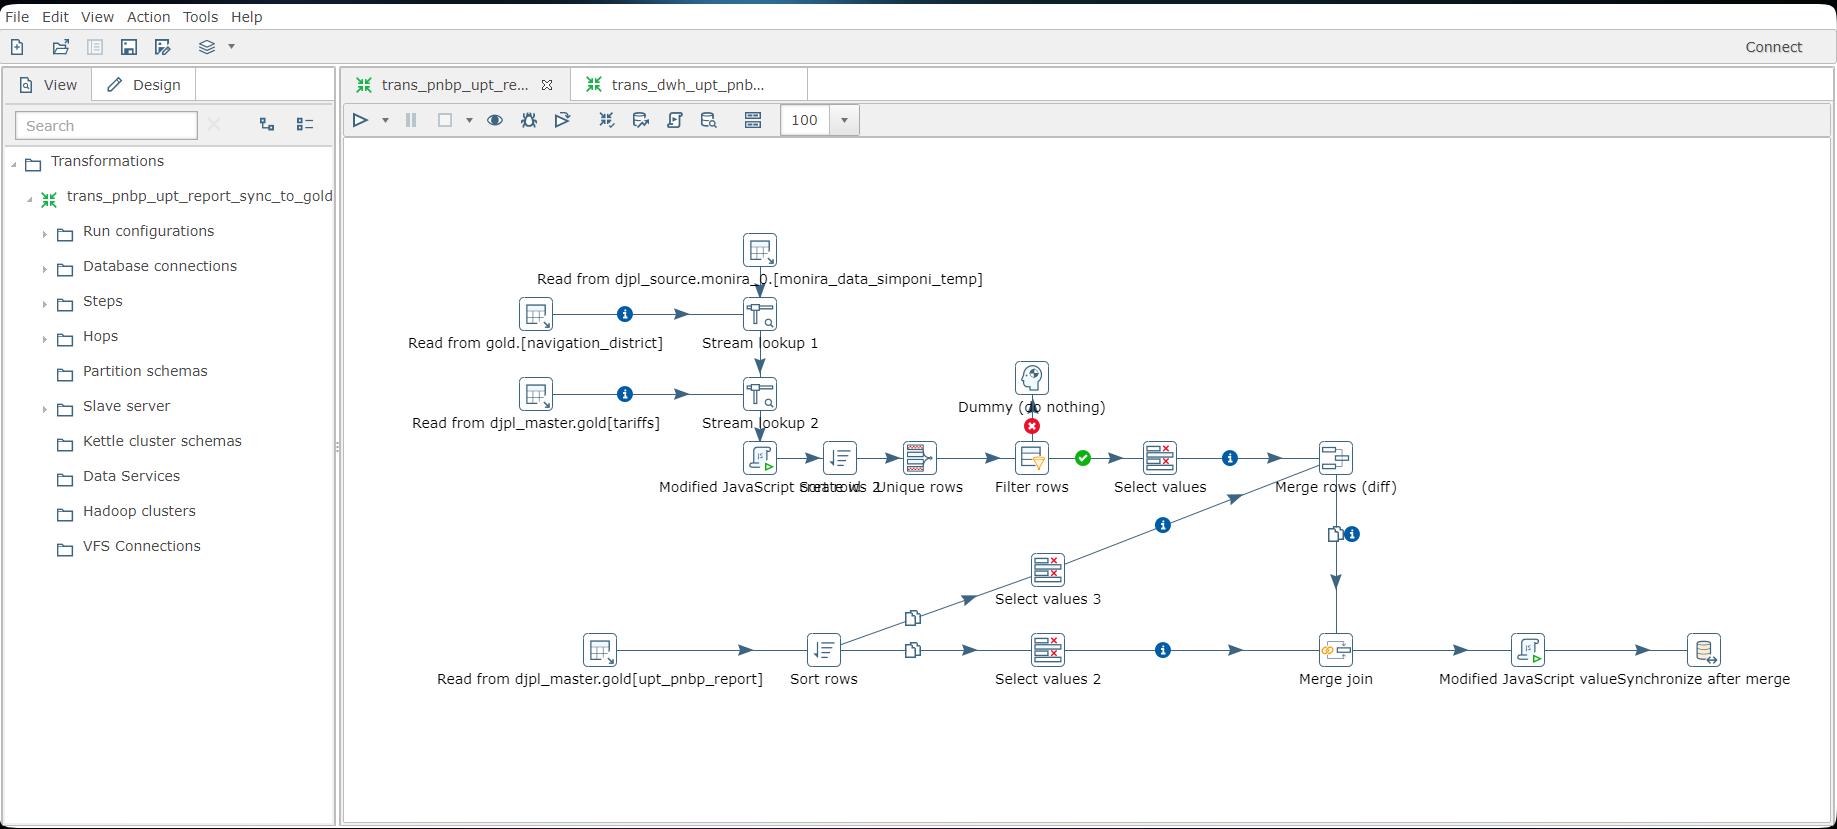 File Edit View Action Tools Help
Connect
View Design
trans_pnbp_upt_re... trans_dwh_upt_pnb...
Search
100
Transformations
trans_pnbp_upt_report_sync_to_gold
Run configurations
Database connections
Steps
Hops
Partition schemas
Slave server
Kettle cluster schemas
Data Services
Hadoop clusters
VFS Connections
Read from djpl_source.monira_0.[monira_data_simponi_temp]
Read from gold.[navigation_district] Stream lookup 1
Dummy (do nothing)
Read from djpl_master.gold[tariffs] Stream lookup 2
Modified JavaScript Sort rows 2 Unique rows Filter rows Select values Merge rows (diff)
Select values 3
Read from djpl_master.gold[upt_pnbp_report] Sort rows Select values 2 Merge join Modified JavaScript value Synchronize after merge